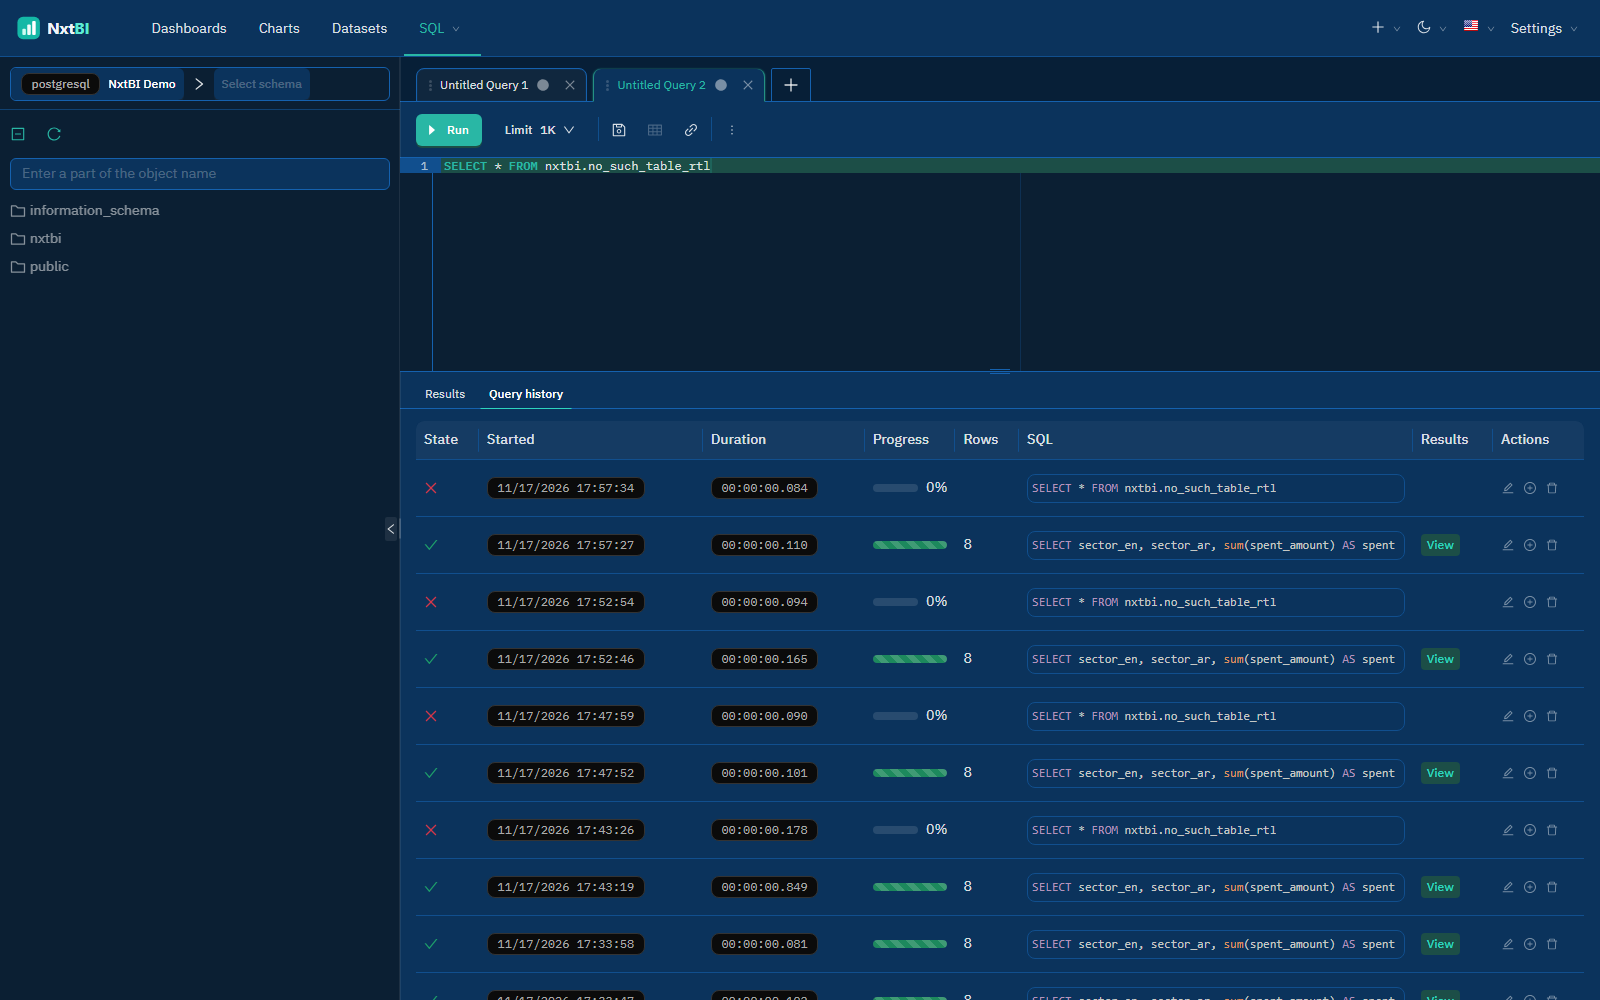 NxtBI
Dashboards
Charts
Datasets
SQL
Settings
postgresql
NxtBI Demo
Select schema
Enter a part of the object name
information_schema
nxtbi
public
Untitled Query 1
Untitled Query 2
Run
Limit 1K
1
SELECT * FROM nxtbi.no_such_table_rtl
Results
Query history
State Started Duration Progress Rows SQL Results Actions
11/17/2026 17:57:34 00:00:00.084 0% SELECT * FROM nxtbi.no_such_table_rtl
11/17/2026 17:57:27 00:00:00.110 8 SELECT sector_en, sector_ar, sum(spent_amount) AS spent View
11/17/2026 17:52:54 00:00:00.094 0% SELECT * FROM nxtbi.no_such_table_rtl
11/17/2026 17:52:46 00:00:00.165 8 SELECT sector_en, sector_ar, sum(spent_amount) AS spent View
11/17/2026 17:47:59 00:00:00.090 0% SELECT * FROM nxtbi.no_such_table_rtl
11/17/2026 17:47:52 00:00:00.101 8 SELECT sector_en, sector_ar, sum(spent_amount) AS spent View
11/17/2026 17:43:26 00:00:00.178 0% SELECT * FROM nxtbi.no_such_table_rtl
11/17/2026 17:43:19 00:00:00.849 8 SELECT sector_en, sector_ar, sum(spent_amount) AS spent View
11/17/2026 17:33:58 00:00:00.081 8 SELECT sector_en, sector_ar, sum(spent_amount) AS spent View